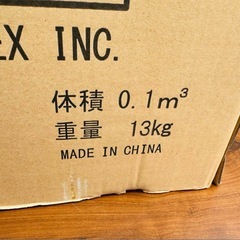 EX INC.
体積 0.1m³
重量 13kg
MADE IN CHINA